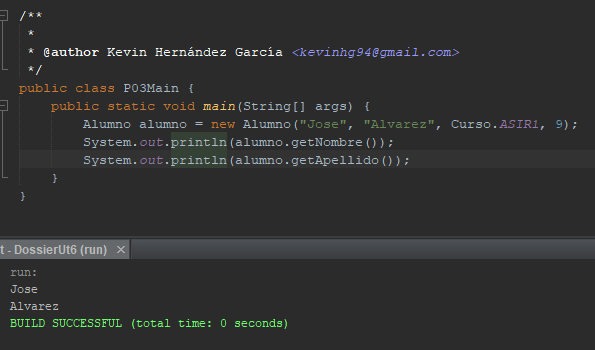 /**
*
* @author Kevin Hernández García <kevinhg94@gmail.com>
*/
public class P03Main {
public static void main(String[] args) {
Alumno alumno = new Alumno("Jose", "Alvarez", Curso.ASIR1, 9);
System.out.println(alumno.getNombre());
System.out.println(alumno.getApellido());
}
}
t - DossierUt6 (run) ×
run:
Jose
Alvarez
BUILD SUCCESSFUL (total time: 0 seconds)